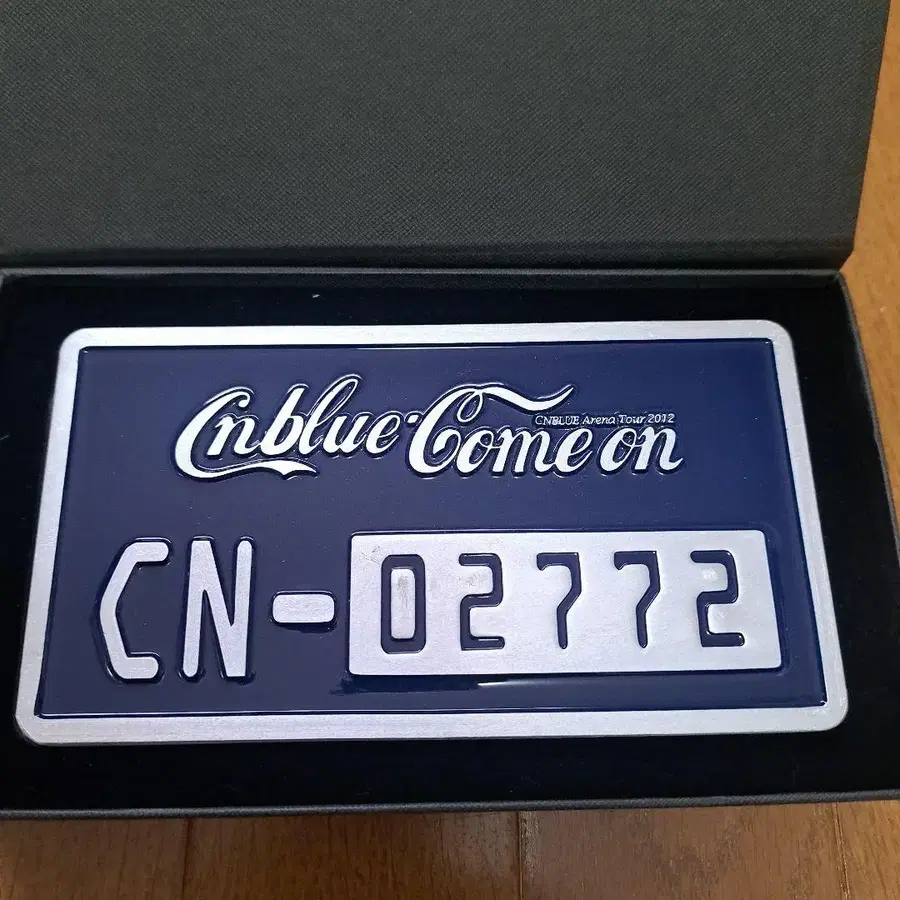 Cnblue·Come on
CNBLUE Arena Tour 2012
CN-02772